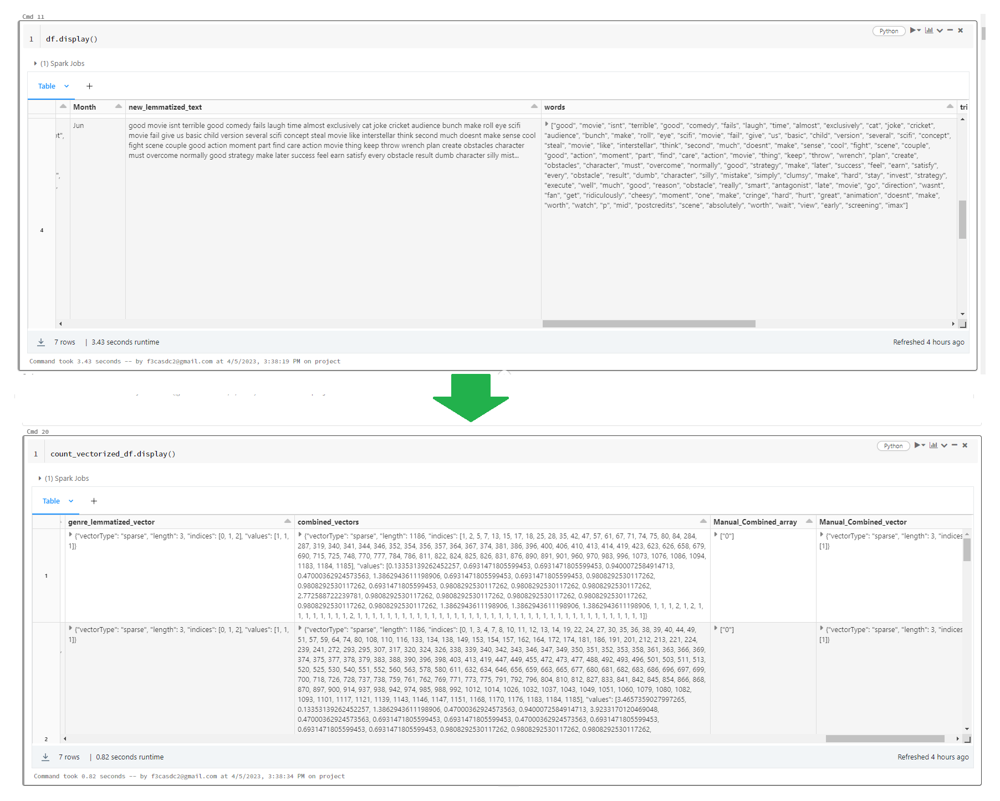 Cmd 11
1 df.display()
Python
(1) Spark Jobs
Table +
Month new_lemmatized_text words tri
4
ot",
",
,
Jun
good movie isnt terrible good comedy fails laugh time almost exclusively cat joke cricket audience bunch make roll eye scifi
movie fail give us basic child version several scifi concept steal movie like interstellar think second much doesnt make sense cool
fight scene couple good action moment part find care action movie thing keep throw wrench plan create obstacles character
must overcome normally good strategy make later success feel earn satisfy every obstacle result dumb character silly mist...
["good", "movie", "isnt", "terrible", "good", "comedy", "fails", "laugh", "time", "almost", "exclusively", "cat", "joke", "cricket",
"audience", "bunch", "make", "roll", "eye", "scifi", "movie", "fail", "give", "us", "basic", "child", "version", "several", "scifi", "concept",
"steal", "movie", "like", "interstellar", "think", "second", "much", "doesnt", "make", "sense", "cool", "fight", "scene", "couple",
"good", "action", "moment", "part", "find", "care", "action", "movie", "thing", "keep", "throw", "wrench", "plan", "create",
"obstacles", "character", "must", "overcome", "normally", "good", "strategy", "make", "later", "success", "feel", "earn", "satisfy",
"every", "obstacle", "result", "dumb", "character", "silly", "mistake", "simply", "clumsy", "make", "hard", "stay", "invest", "strategy",
"execute", "well", "much", "good", "reason", "obstacle", "really", "smart", "antagonist", "late", "movie", "go", "direction", "wasnt",
"fan", "get", "ridiculously", "cheesy", "moment", "one", "make", "cringe", "hard", "hurt", "great", "animation", "doesnt", "make",
"worth", "watch", "p", "mid", "postcredits", "scene", "absolutely", "worth", "wait", "view", "early", "screening", "imax"]
7 rows | 3.43 seconds runtime Refreshed 4 hours ago
Command took 3.43 seconds -- by f3casdc2@gmail.com at 4/5/2023, 3:38:19 PM on project
Cmd 20
1 count_vectorized_df.display()
Python
(1) Spark Jobs
Table +
genre_lemmatized_vector combined_vectors Manual_Combined_array Manual_Combined_vector
1
{"vectorType": "sparse", "length": 3, "indices": [0, 1, 2], "values": [1, 1,
1]}
{"vectorType": "sparse", "length": 1186, "indices": [1, 2, 5, 7, 13, 15, 17, 18, 25, 28, 35, 42, 47, 57, 61, 67, 71, 74, 75, 80, 84, 284,
287, 319, 340, 341, 344, 346, 352, 354, 356, 357, 364, 367, 374, 381, 386, 396, 400, 406, 410, 413, 414, 419, 423, 623, 626, 658, 679,
690, 715, 725, 748, 770, 777, 784, 786, 811, 822, 824, 825, 826, 831, 876, 890, 891, 901, 960, 970, 983, 996, 1073, 1076, 1086, 1094,
1183, 1184, 1185], "values": [0.13353139262452257, 0.6931471805599453, 0.6931471805599453, 0.9400072584914713,
0.47000362924573563, 1.3862943611198906, 0.6931471805599453, 0.6931471805599453, 0.9808292530117262,
0.9808292530117262, 0.6931471805599453, 0.9808292530117262, 0.9808292530117262, 0.9808292530117262,
2.772588722239781, 0.9808292530117262, 0.9808292530117262, 0.9808292530117262, 0.9808292530117262,
0.9808292530117262, 0.9808292530117262, 1.3862943611198906, 1.3862943611198906, 1.3862943611198906, 1, 1, 1, 2, 1, 2, 1,
1, 1, 1, 1, 1, 1, 1, 2, 1, 1, 1, 1, 1, 1, 1, 1, 1, 1, 1, 1, 1, 1, 1, 1, 1, 1, 1, 1, 1, 1, 1, 1, 1, 1, 1, 1, 1, 1, 1, 1, 1, 1, 1, 1, 1, 1, 1]}
["0"]
{"vectorType": "sparse", "length": 3, "indices
[1]}
2
{"vectorType": "sparse", "length": 3, "indices": [0, 1, 2], "values": [1, 1,
1]}
{"vectorType": "sparse", "length": 1186, "indices": [0, 1, 3, 4, 7, 8, 10, 11, 12, 13, 14, 19, 22, 24, 27, 30, 35, 36, 38, 39, 40, 44, 49,
51, 57, 59, 64, 74, 80, 108, 110, 116, 133, 134, 138, 149, 153, 154, 157, 162, 164, 172, 174, 181, 186, 191, 201, 212, 213, 221, 224,
239, 241, 272, 293, 295, 307, 317, 320, 324, 326, 338, 339, 340, 342, 343, 346, 347, 349, 350, 351, 352, 353, 358, 361, 363, 366, 369,
374, 375, 377, 378, 379, 383, 388, 390, 396, 398, 403, 413, 419, 447, 449, 455, 472, 473, 477, 488, 492, 493, 496, 501, 503, 511, 513,
520, 525, 530, 540, 551, 552, 560, 563, 578, 580, 611, 632, 634, 646, 656, 659, 663, 665, 677, 680, 681, 682, 683, 686, 696, 697, 699,
700, 718, 726, 728, 737, 738, 759, 761, 762, 769, 771, 773, 775, 791, 792, 796, 804, 810, 812, 827, 833, 841, 842, 845, 854, 866, 868,
870, 897, 900, 914, 937, 938, 942, 974, 985, 988, 992, 1012, 1014, 1026, 1032, 1037, 1043, 1049, 1051, 1060, 1079, 1080, 1082,
1093, 1101, 1117, 1121, 1139, 1143, 1146, 1147, 1151, 1168, 1170, 1176, 1183, 1184, 1185], "values": [3.4657359027997265,
0.13353139262452257, 1.3862943611198906, 0.47000362924573563, 0.9400072584914713, 3.9233170120469048,
0.47000362924573563, 0.6931471805599453, 0.6931471805599453, 0.47000362924573563, 0.6931471805599453,
0.6931471805599453, 0.6931471805599453, 0.9808292530117262, 0.9808292530117262, 0.9808292530117262,
["0"]
{"vectorType": "sparse", "length": 3, "indices
[1]}
7 rows | 0.82 seconds runtime Refreshed 4 hours ago
Command took 0.82 seconds -- by f3casdc2@gmail.com at 4/5/2023, 3:38:34 PM on project